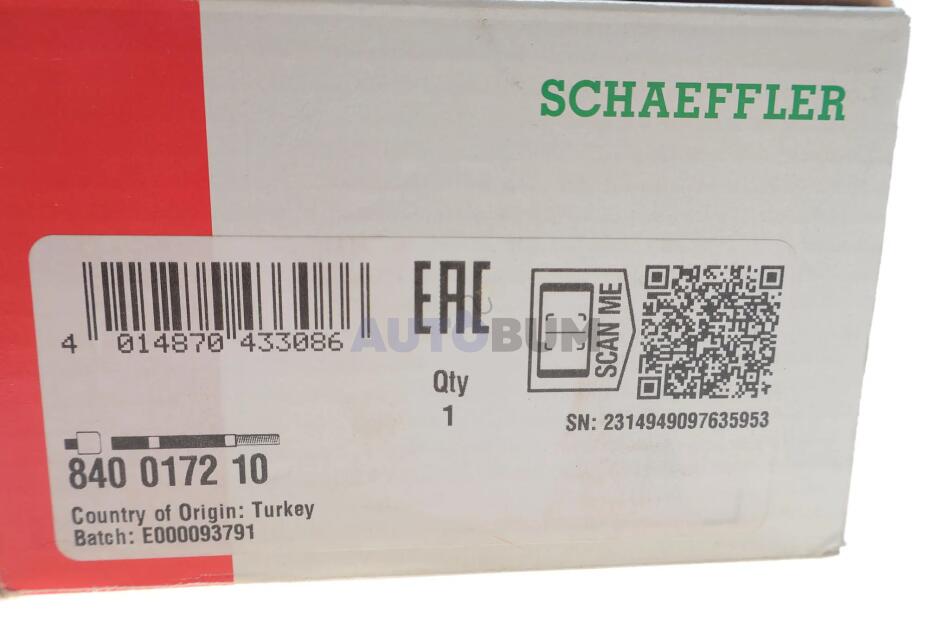 SCHAEFFLER
4 014870 433086
EAC
AUTOBUM
SCAN ME
Qty
1
SN: 2314949097635953
840 0172 10
Country of Origin: Turkey
Batch: E000093791